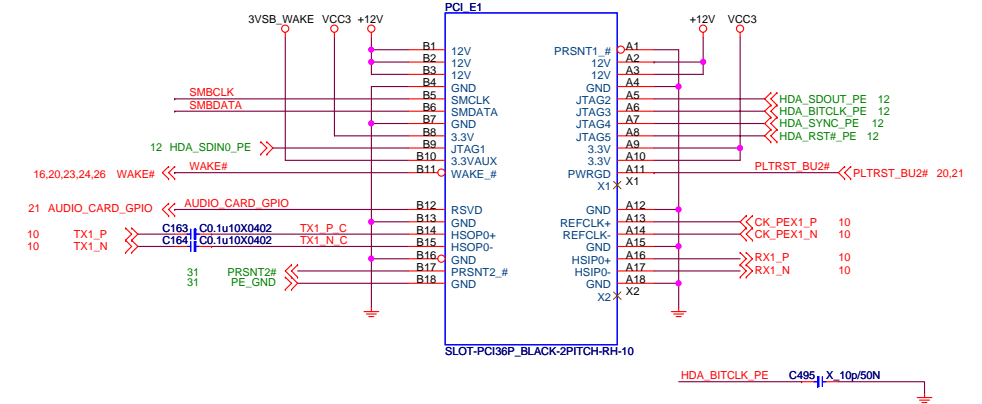 PCI_E1
3VSB_WAKE VCC3 +12V
+12V VCC3
B1 12V PRSNT1_# A1
B2 12V 12V A2
B3 12V 12V A3
B4 GND GND A4
SMBCLK B5 SMCLK JTAG2 A5 HDA_SDOUT_PE 12
SMBDATA B6 SMDATA JTAG3 A6 HDA_BITCLK_PE 12
B7 GND JTAG4 A7 HDA_SYNC_PE 12
B8 3.3V JTAG5 A8 HDA_RST#_PE 12
12 HDA_SDIN0_PE B9 JTAG1 3.3V A9
B10 3.3VAUX 3.3V A10
16,20,23,24,26 WAKE# WAKE# B11 WAKE_# PWRGD A11 PLTRST_BU2# PLTRST_BU2# 20,21
X1 X1
21 AUDIO_CARD_GPIO AUDIO_CARD_GPIO B12 RSVD GND A12
B13 GND REFCLK+ A13 CK_PEX1_P 10
10 TX1_P C163 C0.1u10X0402 TX1_P_C B14 HSOP0+ REFCLK- A14 CK_PEX1_N 10
10 TX1_N C164 C0.1u10X0402 TX1_N_C B15 HSOP0- GND A15
B16 GND HSIP0+ A16 RX1_P 10
31 PRSNT2# B17 PRSNT2_# HSIP0- A17 RX1_N 10
31 PE_GND B18 GND GND A18
X2 X2
SLOT-PCI36P_BLACK-2PITCH-RH-10
HDA_BITCLK_PE C495 X_10p/50N